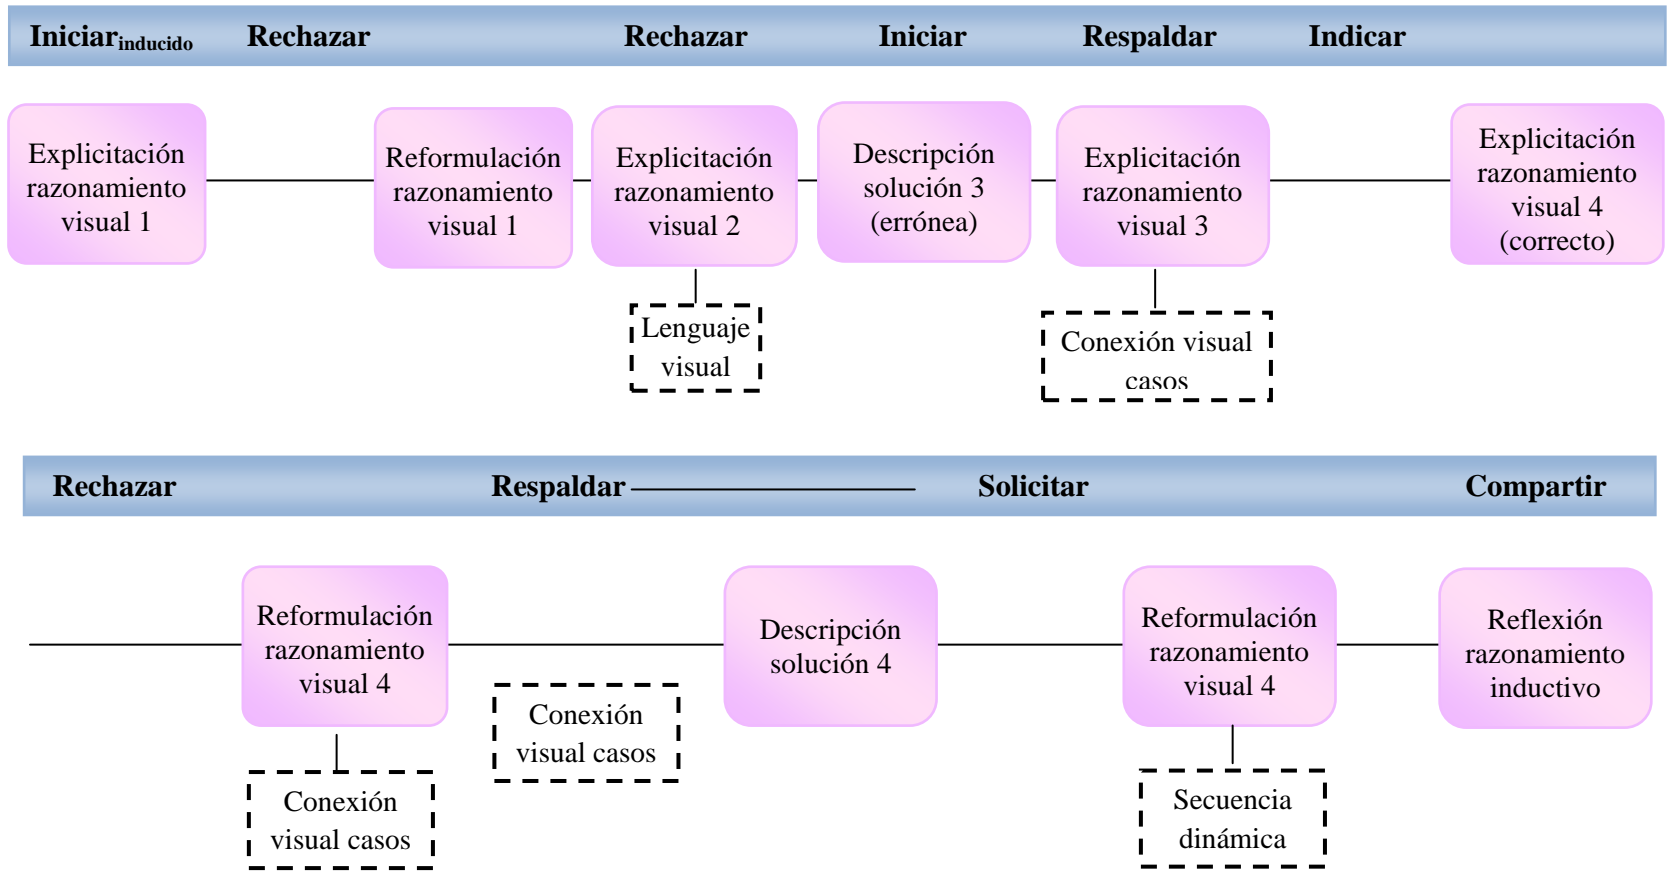 Iniciarinducido Rechazar Rechazar Iniciar Respaldar Indicar
Explicitación
razonamiento
visual 1
Reformulación
razonamiento
visual 1
Explicitación
razonamiento
visual 2
Descripción
solución 3
(errónea)
Explicitación
razonamiento
visual 3
Explicitación
razonamiento
visual 4
(correcto)
Lenguaje
visual
Conexión visual
casos
Rechazar Respaldar Solicitar Compartir
Reformulación
razonamiento
visual 4
Descripción
solución 4
Reformulación
razonamiento
visual 4
Reflexión
razonamiento
inductivo
Conexión
visual casos
Conexión
visual casos
Secuencia
dinámica